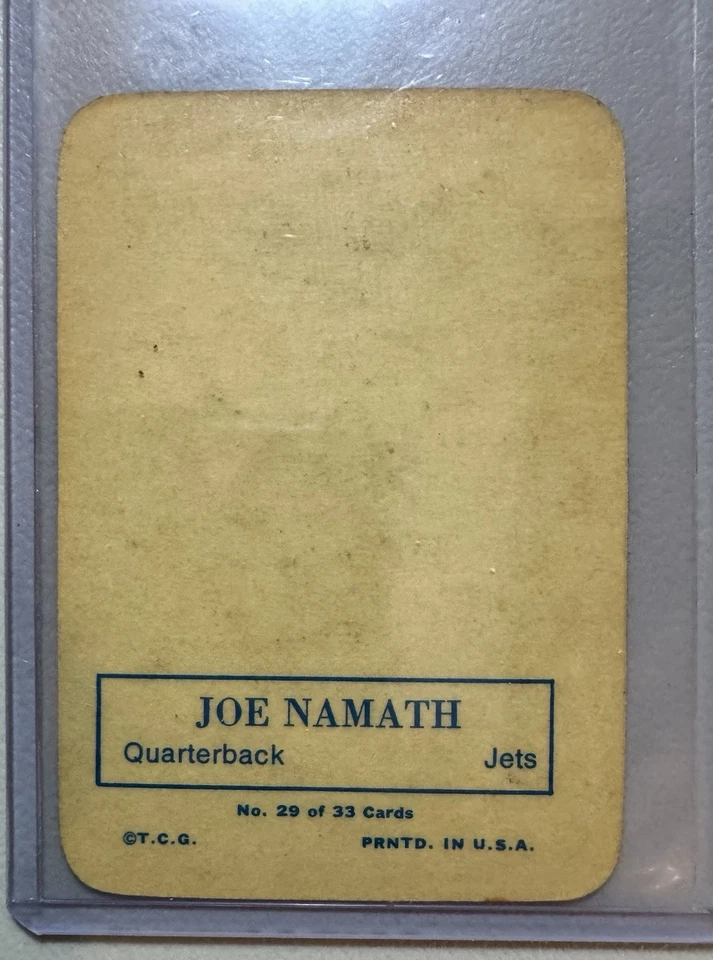 JOE NAMATH
Quarterback Jets
No. 29 of 33 Cards
©T.C.G. PRNTD. IN U.S.A.